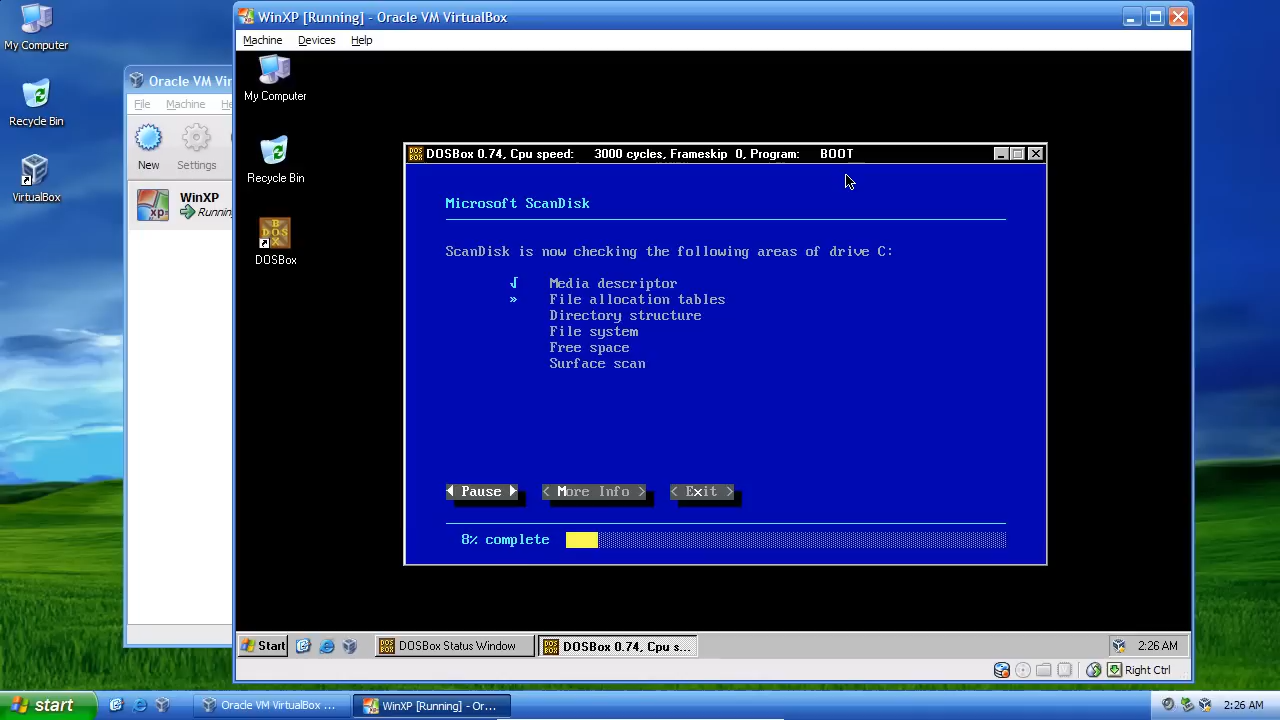 My Computer
Recycle Bin
VirtualBox
Oracle VM Vir
File Machine He
New Settings
WinXP
Running
WinXP [Running] - Oracle VM VirtualBox
Machine Devices Help
My Computer
Recycle Bin
DOSBox
DOSBox 0.74, Cpu speed: 3000 cycles, Frameskip 0, Program: BOOT
Microsoft ScanDisk
ScanDisk is now checking the following areas of drive C:
√ Media descriptor
» File allocation tables
Directory structure
File system
Free space
Surface scan
Pause < More Info > < Exit >
8% complete
Start DOSBox Status Window DOSBox 0.74, Cpu s... 2:26 AM
Right Ctrl
start Oracle VM VirtualBox ... WinXP [Running] - Or... 2:26 AM